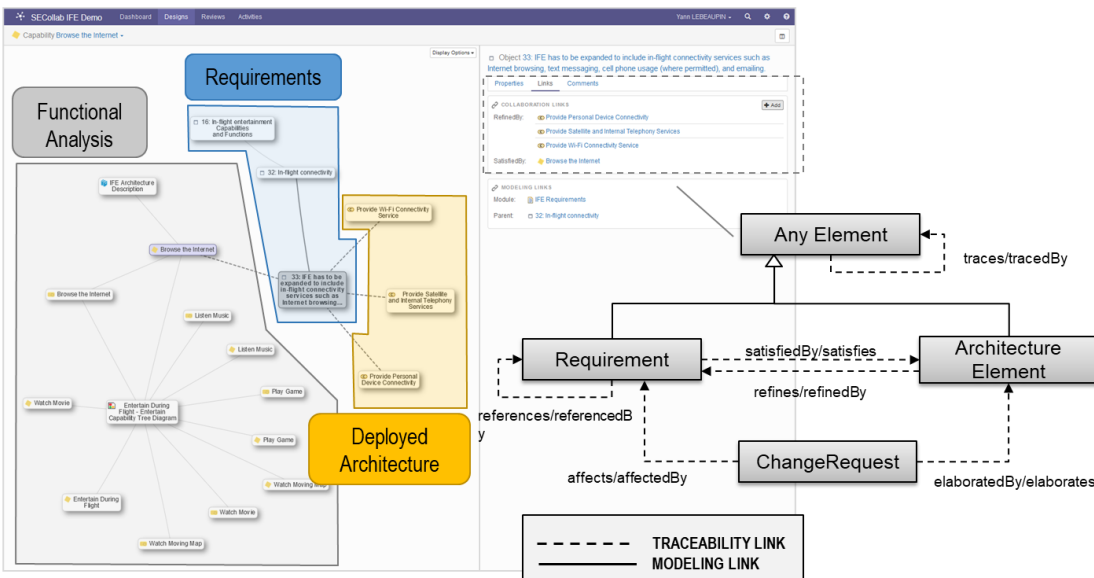 SECollab IFE Demo
Dashboard
Designs
Reviews
Activities
Yann LEBEAUPIN
Capability Browse the Internet
Display Options
Requirements
Functional
Analysis
16: In-flight entertainment
Capabilities
and Functions
32: In-flight connectivity
IFE Architecture
Description
Browse the Internet
Provide Wi-Fi Connectivity
Service
33: IFE has to be
expanded to include
in-flight connectivity
services such as
Internet browsing...
Provide Satellite
and Internal Telephony
Services
Provide Personal
Device Connectivity
Browse the Internet
Listen Music
Listen Music
Play Game
Watch Movie
Entertain During
Flight - Entertain
Capability Tree Diagram
Play Game
Watch Moving Map
Entertain During
Flight
Watch Movie
Watch Moving Map
Deployed
Architecture
Object 33: IFE has to be expanded to include in-flight connectivity services such as
Internet browsing, text messaging, cell phone usage (where permitted), and emailing.
Properties
Links
Comments
COLLABORATION LINKS
Add
RefinedBy:
Provide Personal Device Connectivity
Provide Satellite and Internal Telephony Services
Provide Wi-Fi Connectivity Service
SatisfiedBy:
Browse the Internet
MODELING LINKS
Module:
IFE Requirements
Parent:
32: In-flight connectivity
Any Element
traces/tracedBy
Requirement
satisfiedBy/satisfies
refines/refinedBy
Architecture
Element
references/referencedB
y
ChangeRequest
affects/affectedBy
elaboratedBy/elaborates
TRACEABILITY LINK
MODELING LINK